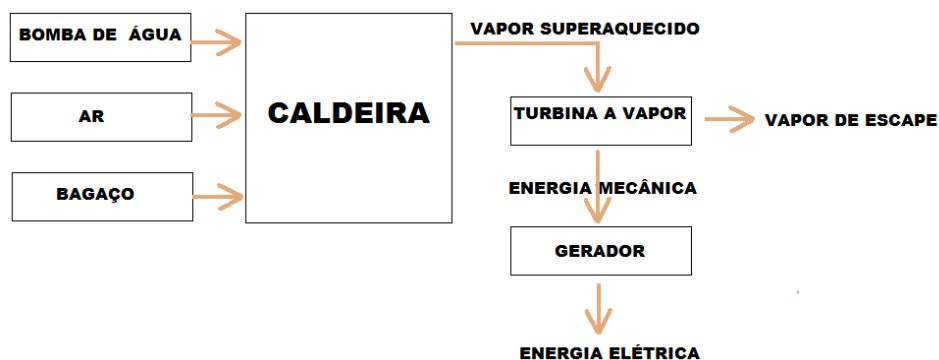 BOMBA DE ÁGUA
VAPOR SUPERAQUECIDO
CALDEIRA
AR
TURBINA A VAPOR
VAPOR DE ESCAPE
BAGAÇO
ENERGIA MECÂNICA
GERADOR
ENERGIA ELÉTRICA